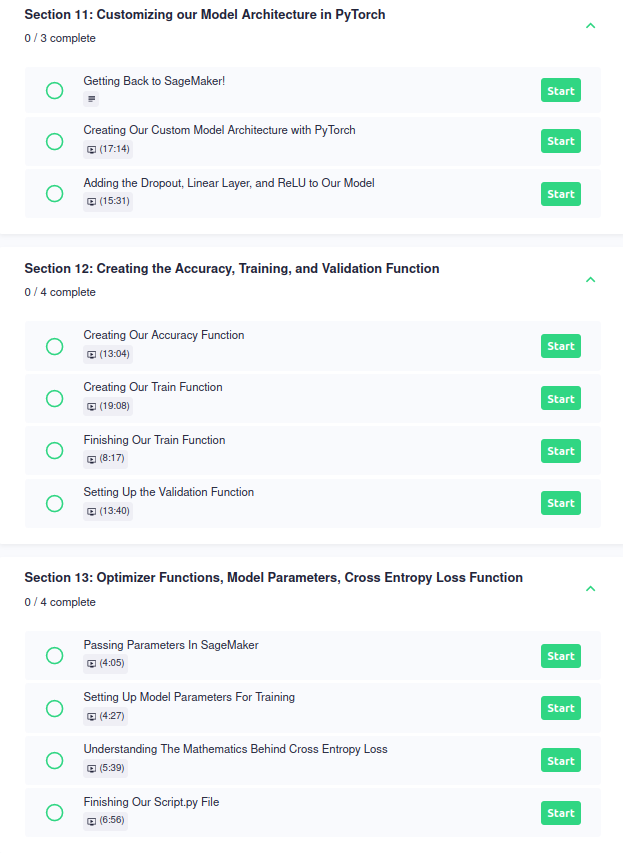 Section 11: Customizing our Model Architecture in PyTorch
0 / 3 complete
Getting Back to SageMaker!
Start
Creating Our Custom Model Architecture with PyTorch
(17:14)
Start
Adding the Dropout, Linear Layer, and ReLU to Our Model
(15:31)
Start
Section 12: Creating the Accuracy, Training, and Validation Function
0 / 4 complete
Creating Our Accuracy Function
(13:04)
Start
Creating Our Train Function
(19:08)
Start
Finishing Our Train Function
(8:17)
Start
Setting Up the Validation Function
(13:40)
Start
Section 13: Optimizer Functions, Model Parameters, Cross Entropy Loss Function
0 / 4 complete
Passing Parameters In SageMaker
(4:05)
Start
Setting Up Model Parameters For Training
(4:27)
Start
Understanding The Mathematics Behind Cross Entropy Loss
(5:39)
Start
Finishing Our Script.py File
(6:56)
Start